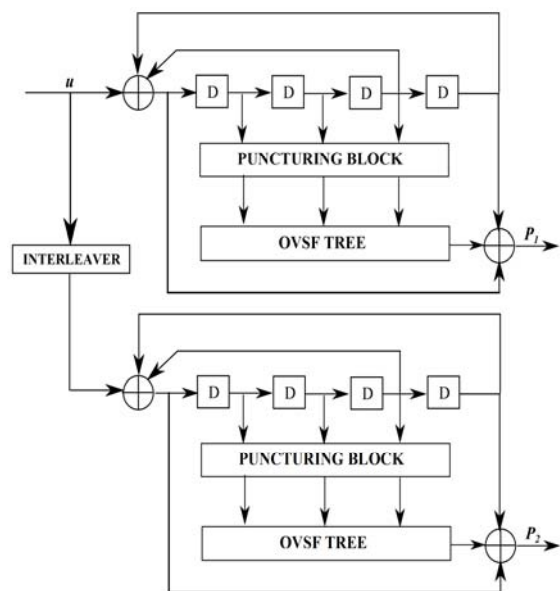 u
D D D D
PUNCTURING BLOCK
OVSF TREE
P1
INTERLEAVER
D D D D
PUNCTURING BLOCK
OVSF TREE
P2